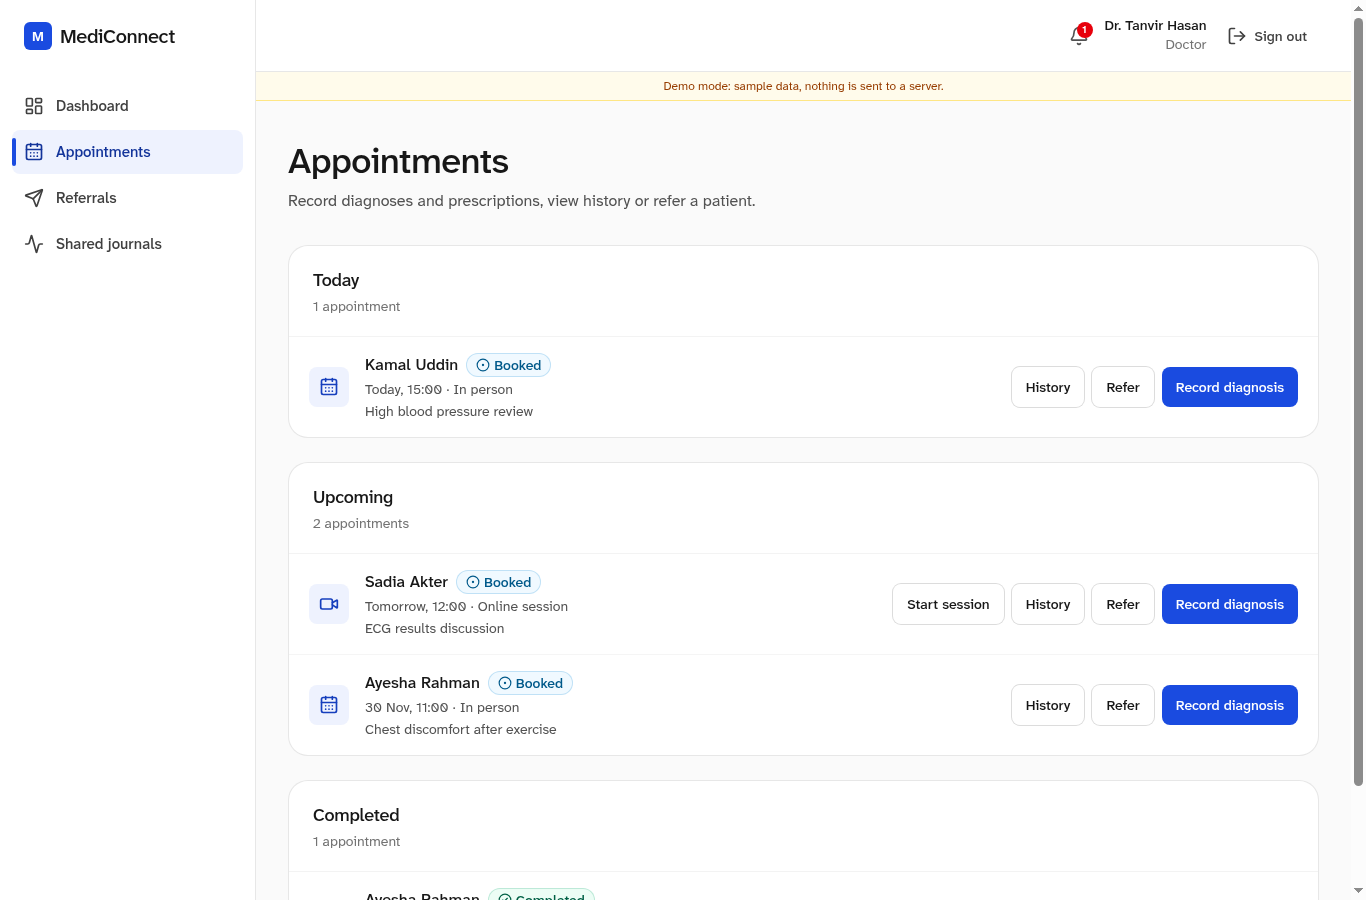 M MediConnect
Dashboard
Appointments
Referrals
Shared journals
1
Dr. Tanvir Hasan
Doctor
Sign out
Demo mode: sample data, nothing is sent to a server.
Appointments
Record diagnoses and prescriptions, view history or refer a patient.
Today
1 appointment
Kamal Uddin Booked
Today, 15:00 · In person
High blood pressure review
History Refer Record diagnosis
Upcoming
2 appointments
Sadia Akter Booked
Tomorrow, 12:00 · Online session
ECG results discussion
Start session History Refer Record diagnosis
Ayesha Rahman Booked
30 Nov, 11:00 · In person
Chest discomfort after exercise
History Refer Record diagnosis
Completed
1 appointment
Ayesha Rahman Completed